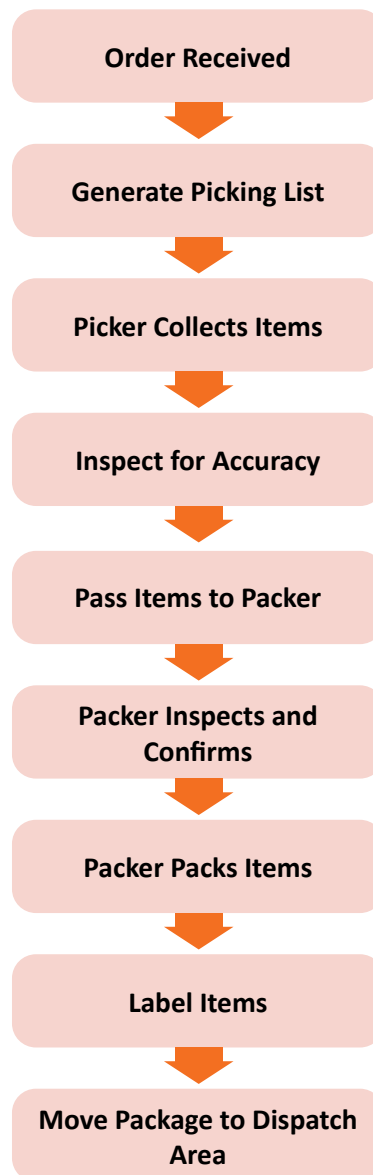 Order Received
Generate Picking List
Picker Collects Items
Inspect for Accuracy
Pass Items to Packer
Packer Inspects and
Confirms
Packer Packs Items
Label Items
Move Package to Dispatch
Area